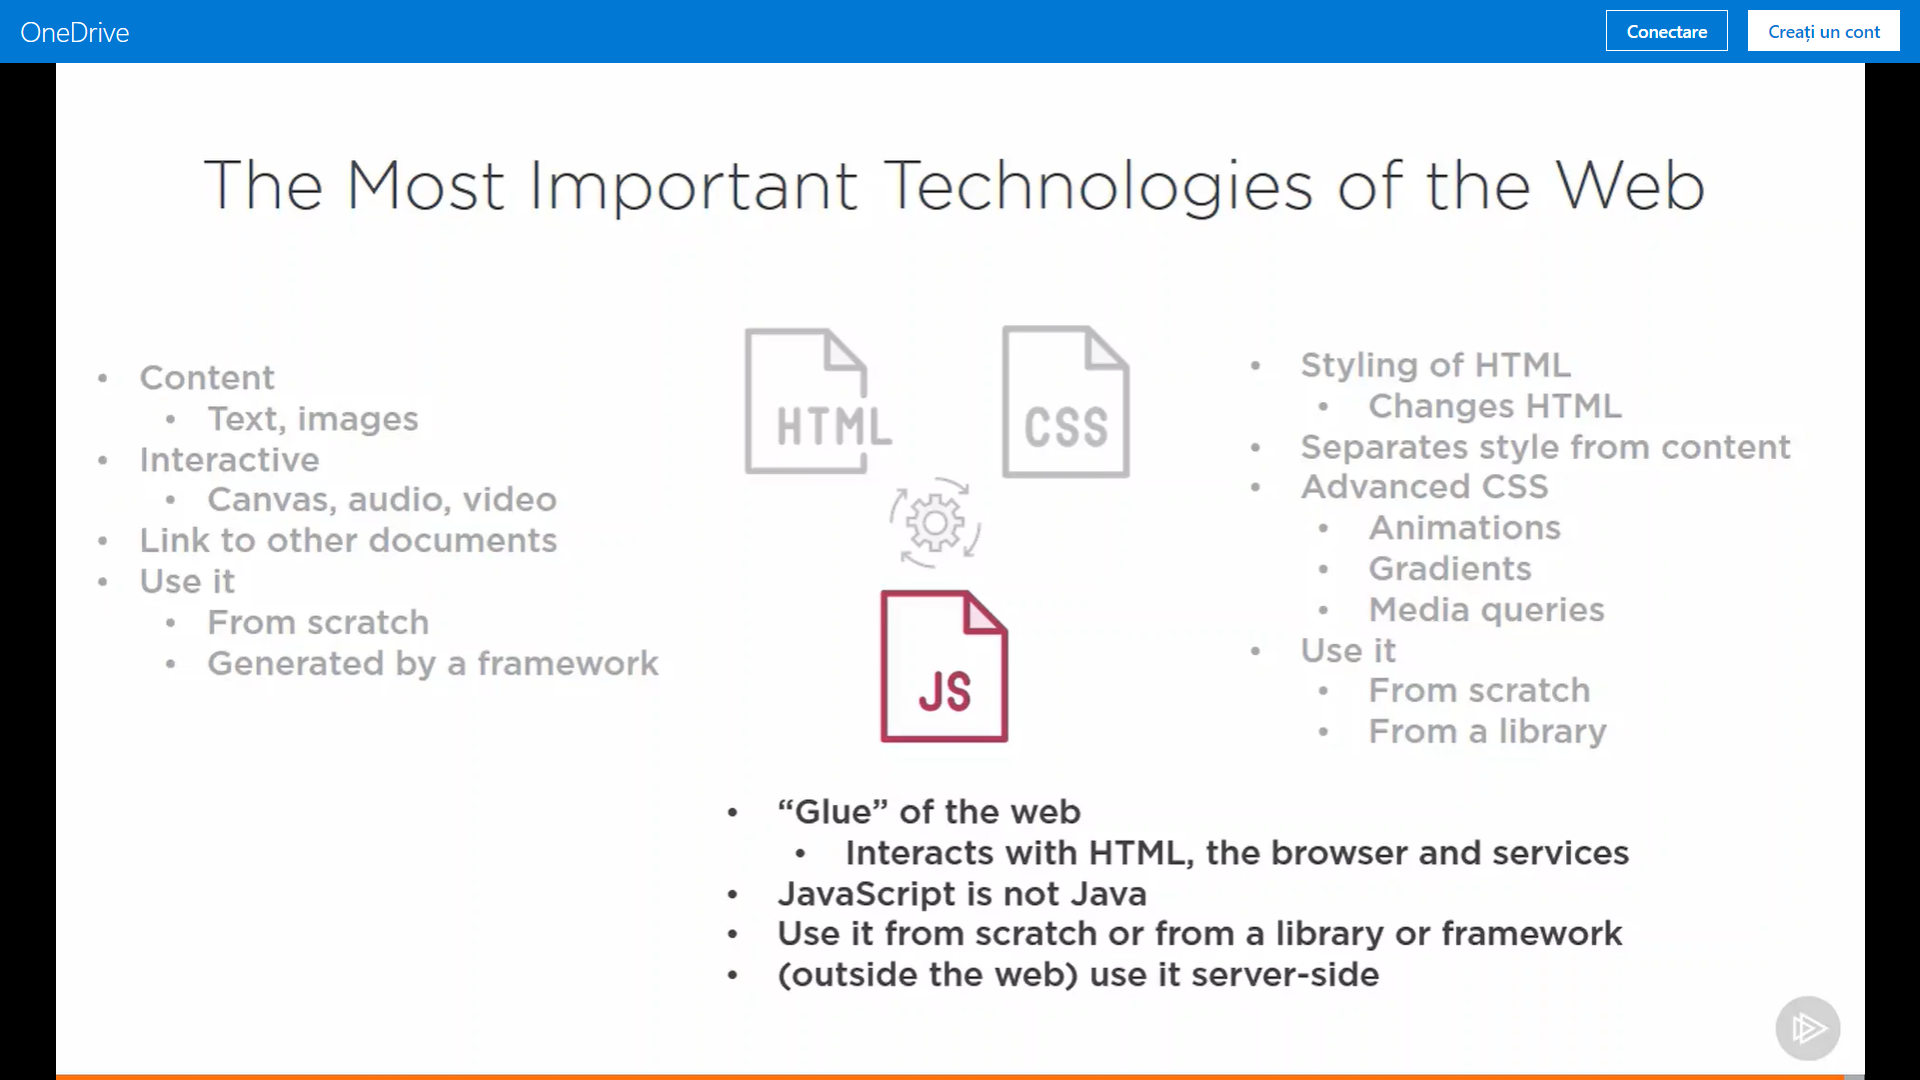 OneDrive
Conectare
Creați un cont
The Most Important Technologies of the Web
• Content
• Text, images
• Interactive
• Canvas, audio, video
• Link to other documents
• Use it
• From scratch
• Generated by a framework
HTML
CSS
JS
• Styling of HTML
• Changes HTML
• Separates style from content
• Advanced CSS
• Animations
• Gradients
• Media queries
• Use it
• From scratch
• From a library
• “Glue” of the web
• Interacts with HTML, the browser and services
• JavaScript is not Java
• Use it from scratch or from a library or framework
• (outside the web) use it server-side